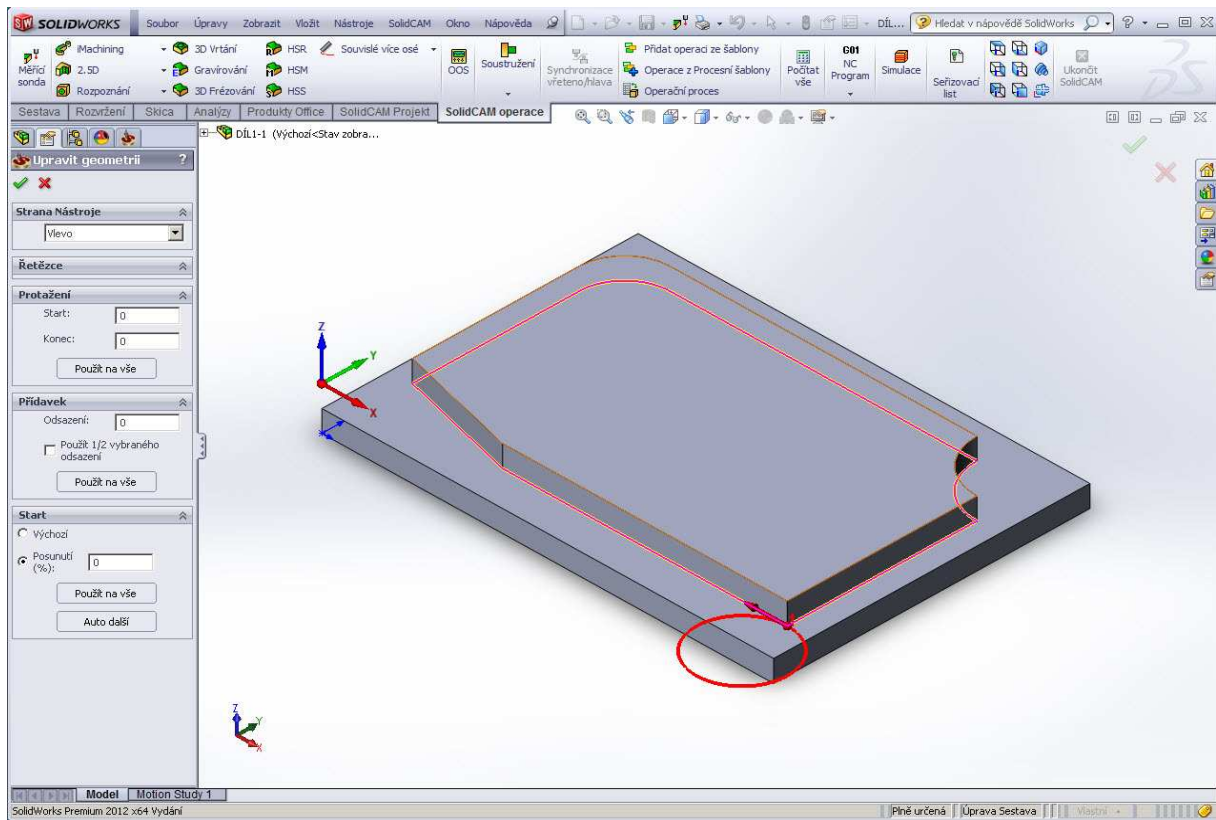 SOLIDWORKS Soubor Úpravy Zobrazit Vložit Nástroje SolidCAM Okno Nápověda DÍL... Hledat v nápovědě SolidWorks ?
iMachining 3D Vrtání HSR Souvislé více osé
2.5D Gravírování HSM
Rozpoznání 3D Frézování HSS
Měřící sonda
OOS
Soustružení
Synchronizace vřeteno/hlava
Přidat operaci ze šablony
Operace z Procesní šablony
Operační proces
Počítat vše
G01 NC Program
Simulace
Seřizovací list
Ukončit SolidCAM
Sestava Rozvržení Skica Analýzy Produkty Office SolidCAM Projekt SolidCAM operace
DÍL1-1 (Výchozí<Stav zobra...
Upravit geometrii ?
Strana Nástroje
Vlevo
Řetězce
Protažení
Start: 0
Konec: 0
Použít na vše
Přídavek
Odsazení: 0
Použít 1/2 vybraného
odsazení
Použít na vše
Start
Výchozí
Posunutí
(%): 0
Použít na vše
Auto další
Z
Y
X
Z
Y
X
Model Motion Study 1
SolidWorks Premium 2012 x64 Vydání Plně určená Úprava Sestava Vlastní